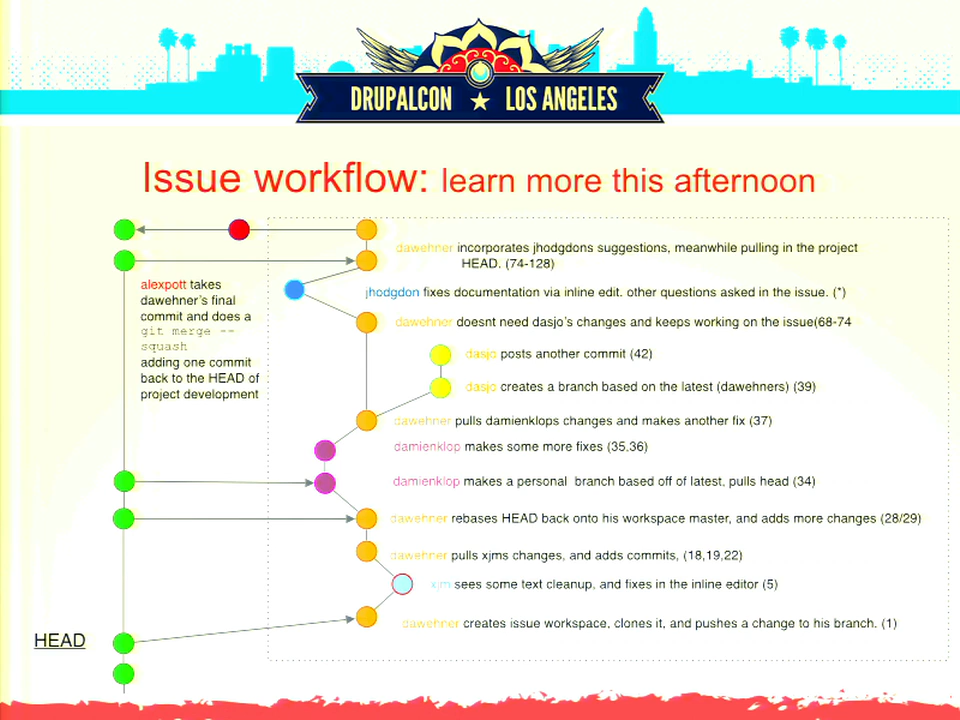 DRUPALCON ★ LOS ANGELES
Issue workflow: learn more this afternoon
dawehner incorporates jhodgdons suggestions, meanwhile pulling in the project
HEAD. (74-128)
alexpott takes
dawehner's final
commit and does a
git merge --
squash
adding one commit
back to the HEAD of
project development
jhodgdon fixes documentation via inline edit. other questions asked in the issue. (*)
dawehner doesnt need dasjo's changes and keeps working on the issue(68-74
dasjo posts another commit (42)
dasjo creates a branch based on the latest (dawehners) (39)
dawehner pulls damienklops changes and makes another fix (37)
damienklop makes some more fixes (35,36)
damienklop makes a personal branch based off of latest, pulls head (34)
dawehner rebases HEAD back onto his workspace master, and adds more changes (28/29)
dawehner pulls xjms changes, and adds commits, (18,19,22)
xjm sees some text cleanup, and fixes in the inline editor (5)
dawehner creates issue workspace, clones it, and pushes a change to his branch. (1)
HEAD